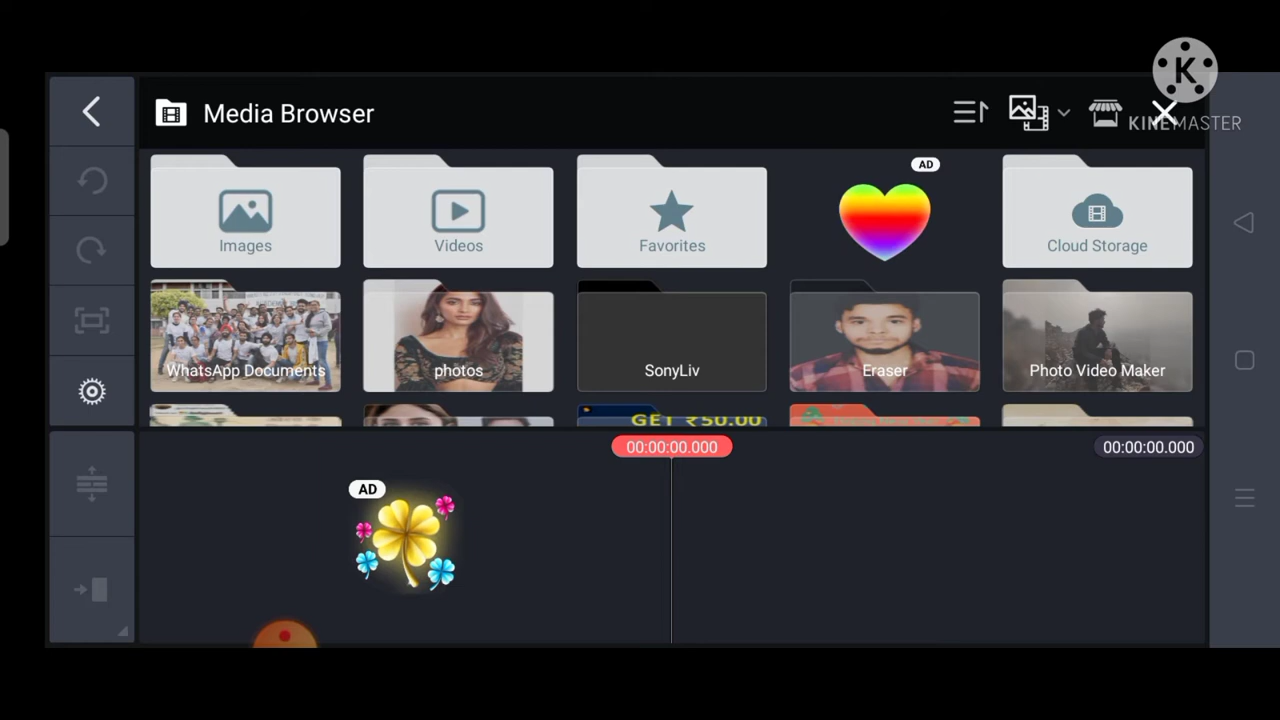 Media Browser
K
KINEMASTER
Images
Videos
Favorites
AD
Cloud Storage
WhatsApp Documents
photos
SonyLiv
Eraser
Photo Video Maker
GET ₹50.00
00:00:00.000
00:00:00.000
AD